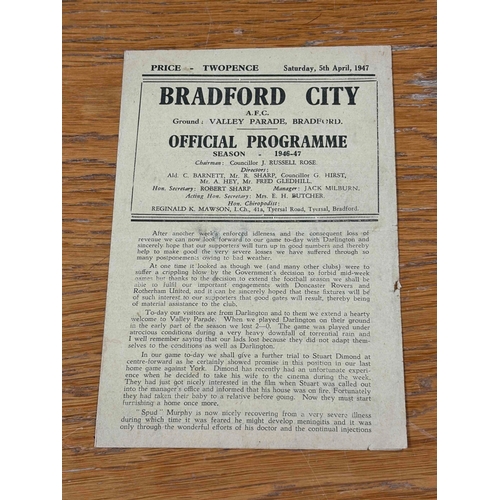 PRICE - TWOPENCE Saturday, 5th April, 1947
BRADFORD CITY
A.F.C.
Ground: VALLEY PARADE, BRADFORD.
OFFICIAL PROGRAMME
SEASON - 1946-47
Chairman: Councillor J. RUSSELL ROSE
Directors:
Ald. C. BARNETT, Mr. R. SHARP, Councillor G. HIRST,
Mr. A. HEY, Mr. FRED GLEDHILL.
Hon. Secretary: ROBERT SHARP. Manager: JACK MILBURN.
Acting Hon. Secretary: Mrs. E. H. BUTCHER.
Hon. Chiropodist:
REGINALD K. MAWSON, L.Ch., 41a, Tyersal Road, Tyersal, Bradford.
After another week's enforced idleness and the consequent loss of
revenue we can now look forward to our game to-day with Darlington and
sincerely hope that our supporters will turn up in good numbers and thereby
help to make good the very severe losses we have suffered through so
many postponements owing to bad weather.
At one time it looked as though we (and many other clubs) were to
suffer a crippling blow by the Government's decision to forbid mid-week
games but thanks to the decision to extend the football season we shall be
able to fulfil our important engagements with Doncaster Rovers and
Rotherham United, and it can be sincerely hoped that these fixtures will be
of such interest to our supporters that good gates will result, thereby being
of material assistance to the club.
To-day our visitors are from Darlington and to them we extend a hearty
welcome to Valley Parade. When we played Darlington on their ground
in the early part of the season we lost 2—0. The game was played under
atrocious conditions during a very heavy downfall of torrential rain and
I well remember saying that our lads lost because they did not adapt them-
selves to the conditions as well as Darlington.
In our game to-day we shall give a further trial to Stuart Dimond at
centre-forward as he certainly showed promise in this position in our last
home game against York. Dimond has recently had an unfortunate experi-
ence when he decided to take his wife to the cinema during the week.
They had just got nicely interested in the film when Stuart was called out
into the manager's office and informed that his house was on fire. Fortunately
they had taken their baby to a relative before going. Now they must start
furnishing a home once more.
"Spud" Murphy is now nicely recovering from a very severe illness
during which time it was feared he might develop meningitis and it was
only through the wonderful efforts of his doctor and the continual injections